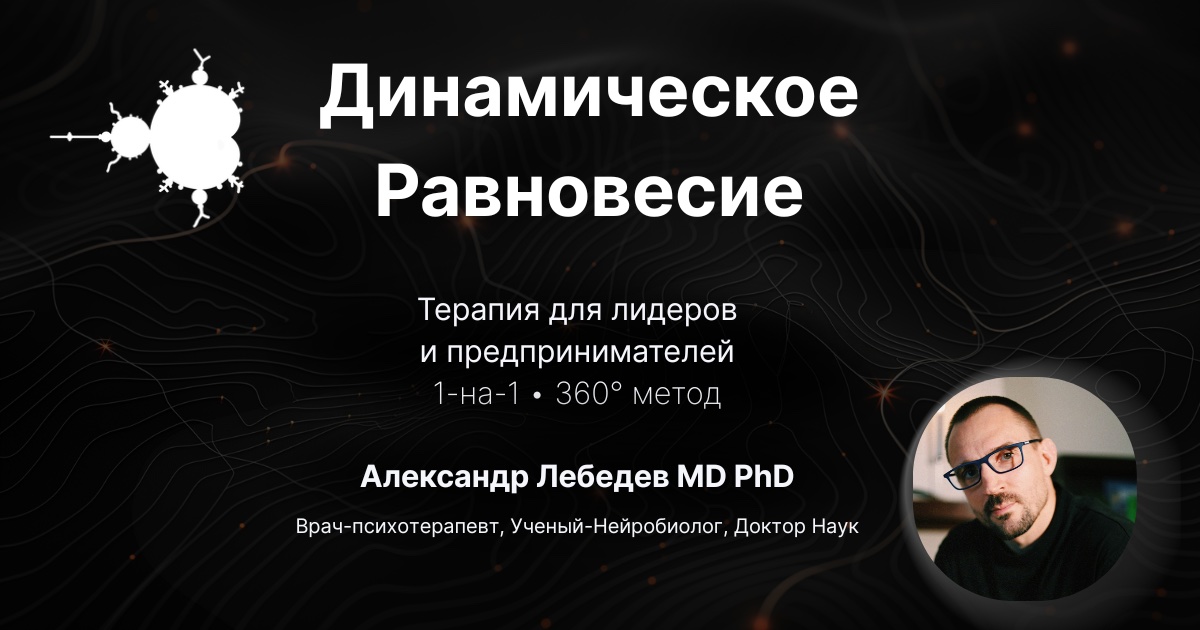 Динамическое
Равновесие
Терапия для лидеров
и предпринимателей
1-на-1 • 360° метод
Александр Лебедев MD PhD
Врач-психотерапевт, Ученый-Нейробиолог, Доктор Наук